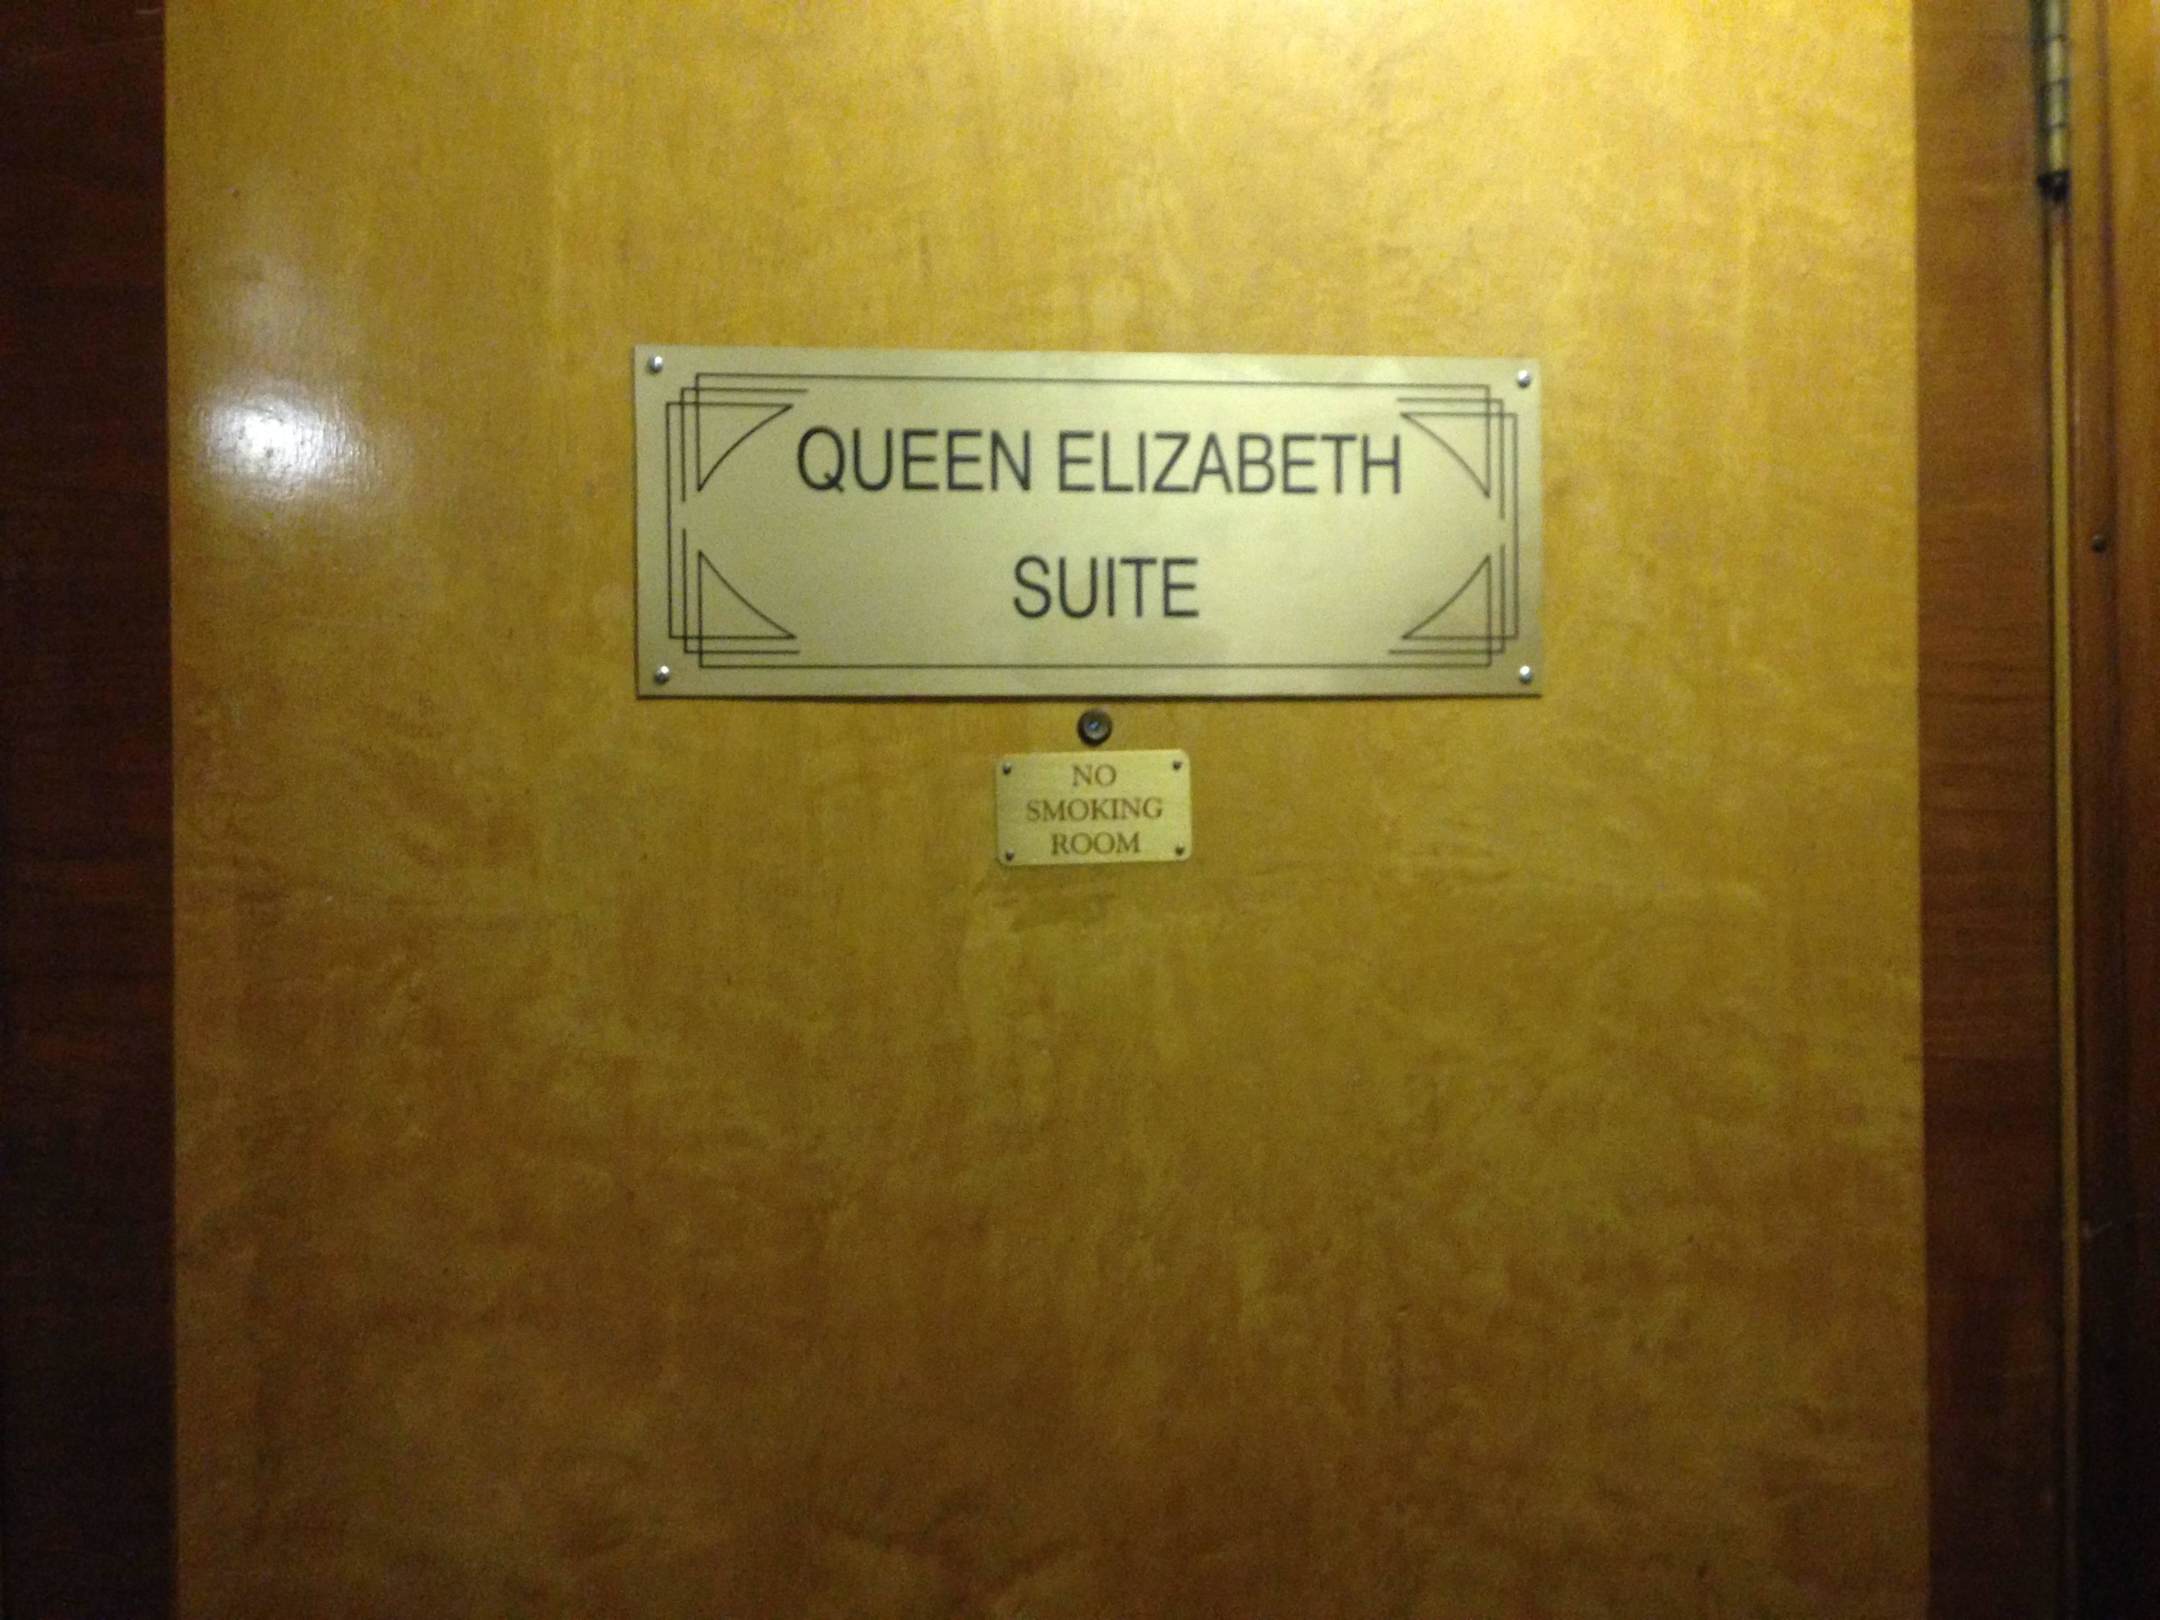 QUEEN ELIZABETH
SUITE
NO
SMOKING
ROOM